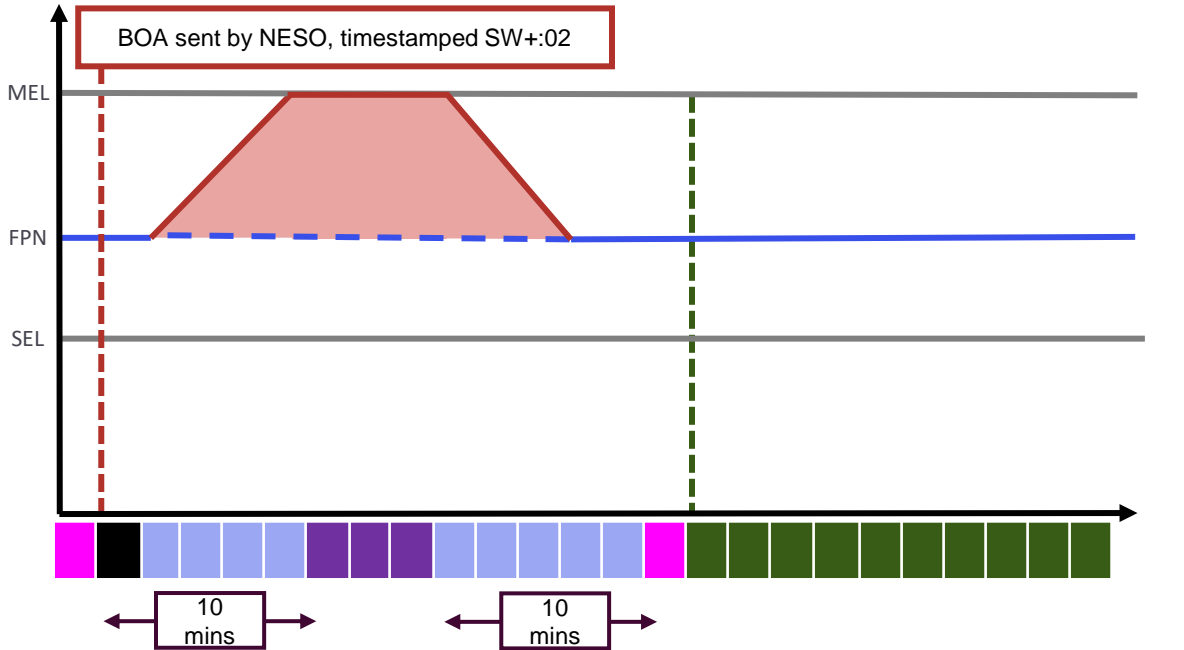 BOA sent by NESO, timestamped SW+:02
MEL
FPN
SEL
10
mins
10
mins